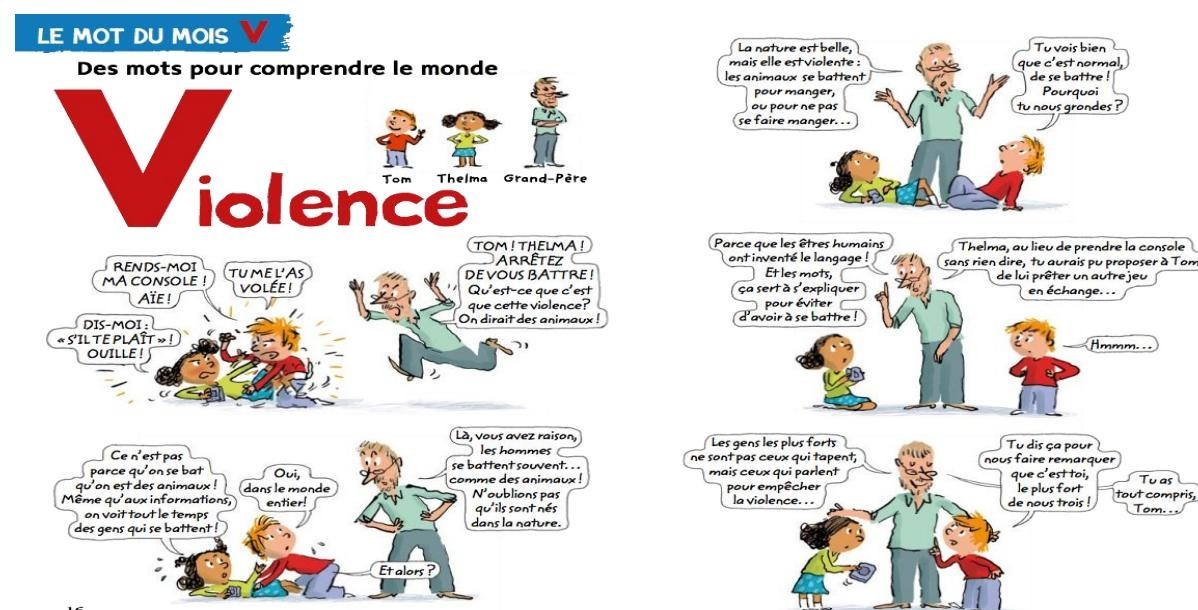 LE MOT DU MOIS V
Des mots pour comprendre le monde
Violence
Tom Thelma Grand-Père
RENDS-MOI
MA CONSOLE !
AÏE !
TU ME L'AS
VOLÉE !
DIS-MOI :
« S'IL TE PLAÎT » !
OUILLE !
TOM ! THELMA !
ARRÊTEZ
DE VOUS BATTRE !
Qu'est-ce que c'est
que cette violence?
On dirait des animaux !
Ce n'est pas
parce qu'on se bat
qu'on est des animaux !
Même qu'aux informations,
on voit tout le temps
des gens qui se battent !
Oui,
dans le monde
entier!
Là, vous avez raison,
les hommes
se battent souvent...
comme des animaux !
N'oublions pas
qu'ils sont nés
dans la nature.
Et alors ?
La nature est belle,
mais elle est violente :
les animaux se battent
pour manger,
ou pour ne pas
se faire manger...
Tu vois bien
que c'est normal,
de se battre !
Pourquoi
tu nous grondes ?
Parce que les êtres humains
ont inventé le langage !
Et les mots,
ça sert à s'expliquer
pour éviter
d'avoir à se battre !
Thelma, au lieu de prendre la console
sans rien dire, tu aurais pu proposer à Tom
de lui prêter un autre jeu
en échange...
Hmmm...
Les gens les plus forts
ne sont pas ceux qui tapent,
mais ceux qui parlent
pour empêcher
la violence...
Tu dis ça pour
nous faire remarquer
que c'est toi,
le plus fort
de nous trois !
Tu as
tout compris,
Tom...